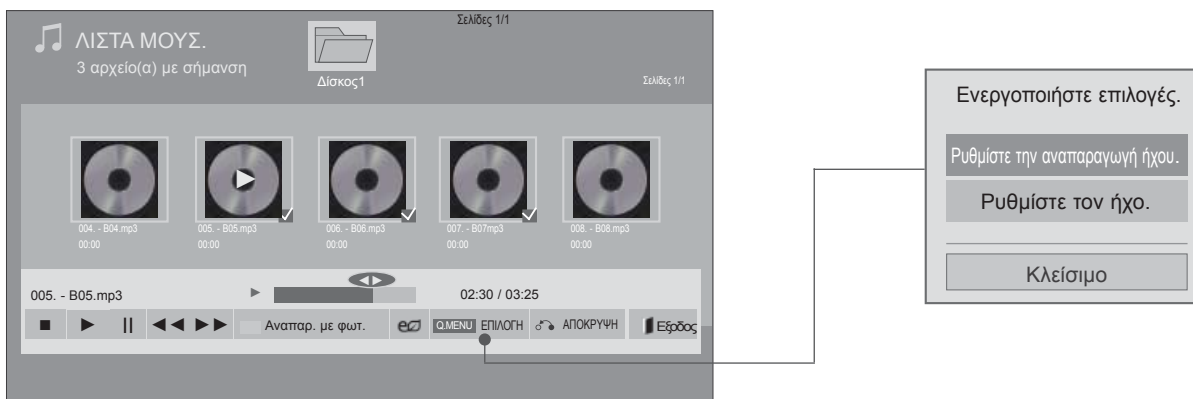 Σελίδες 1/1
ΛΙΣΤΑ ΜΟΥΣ.
3 αρχείο(α) με σήμανση
Δίσκος1
Σελίδες 1/1
004. - B04.mp3
00:00
005. - B05.mp3
00:00
006. - B06.mp3
00:00
007. - B07mp3
00:00
008. - B08.mp3
00:00
005. - B05.mp3
02:30 / 03:25
Αναπαρ. με φωτ.
Q.MENU ΕΠΙΛΟΓΗ
ΑΠΟΚΡΥΨΗ
Εξοδος
Ενεργοποιήστε επιλογές.
Ρυθμίστε την αναπαραγωγή ήχου.
Ρυθμίστε τον ήχο.
Κλείσιμο